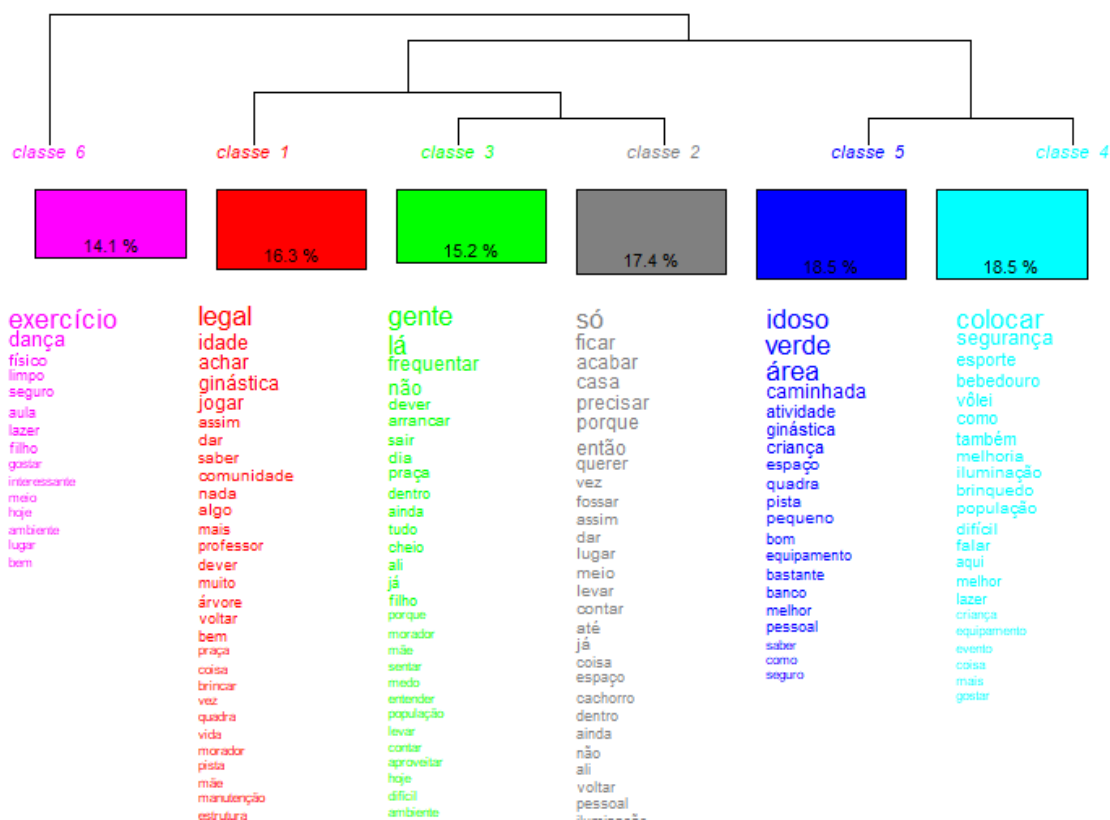 classe 6
classe 1
classe 3
classe 2
classe 5
classe 4
14.1 %
16.3 %
15.2 %
17.4 %
18.5 %
18.5 %
exercício
dança
físico
limpo
seguro
aula
lazer
filho
gostar
interessante
meio
hoje
ambiente
lugar
bem
legal
idade
achar
ginástica
jogar
assim
dar
saber
comunidade
nada
algo
mais
professor
dever
muito
árvore
voltar
bem
praça
coisa
brincar
vez
quadra
vida
morador
pista
mãe
manutenção
estrutura
gente
lá
frequentar
não
dever
arrancar
sair
dia
praça
dentro
ainda
tudo
cheio
ali
já
filho
porque
morador
mãe
sentar
medo
entender
população
levar
contar
aproveitar
hoje
difícil
ambiente
só
ficar
acabar
casa
precisar
porque
então
querer
vez
fossar
assim
dar
lugar
meio
levar
contar
até
já
coisa
espaço
cachorro
dentro
ainda
não
ali
voltar
pessoal
idoso
verde
área
caminhada
atividade
ginástica
criança
espaço
quadra
pista
pequeno
bom
equipamento
bastante
banco
melhor
pessoal
saber
como
seguro
colocar
segurança
esporte
bebedouro
vôlei
como
também
melhoria
iluminação
brinquedo
população
difícil
falar
aqui
melhor
lazer
criança
equipamento
evento
coisa
mais
gostar